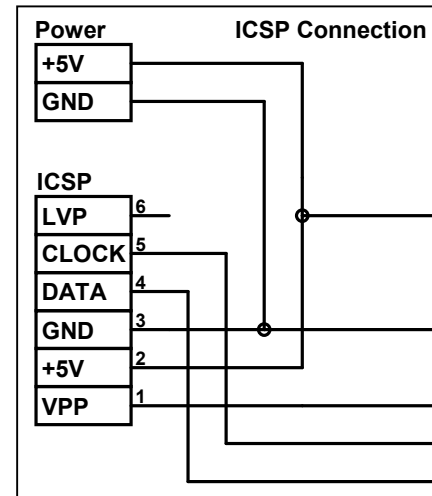 Power ICSP Connection
+5V
GND
ICSP
LVP 6
CLOCK 5
DATA 4
GND 3
+5V 2
VPP 1